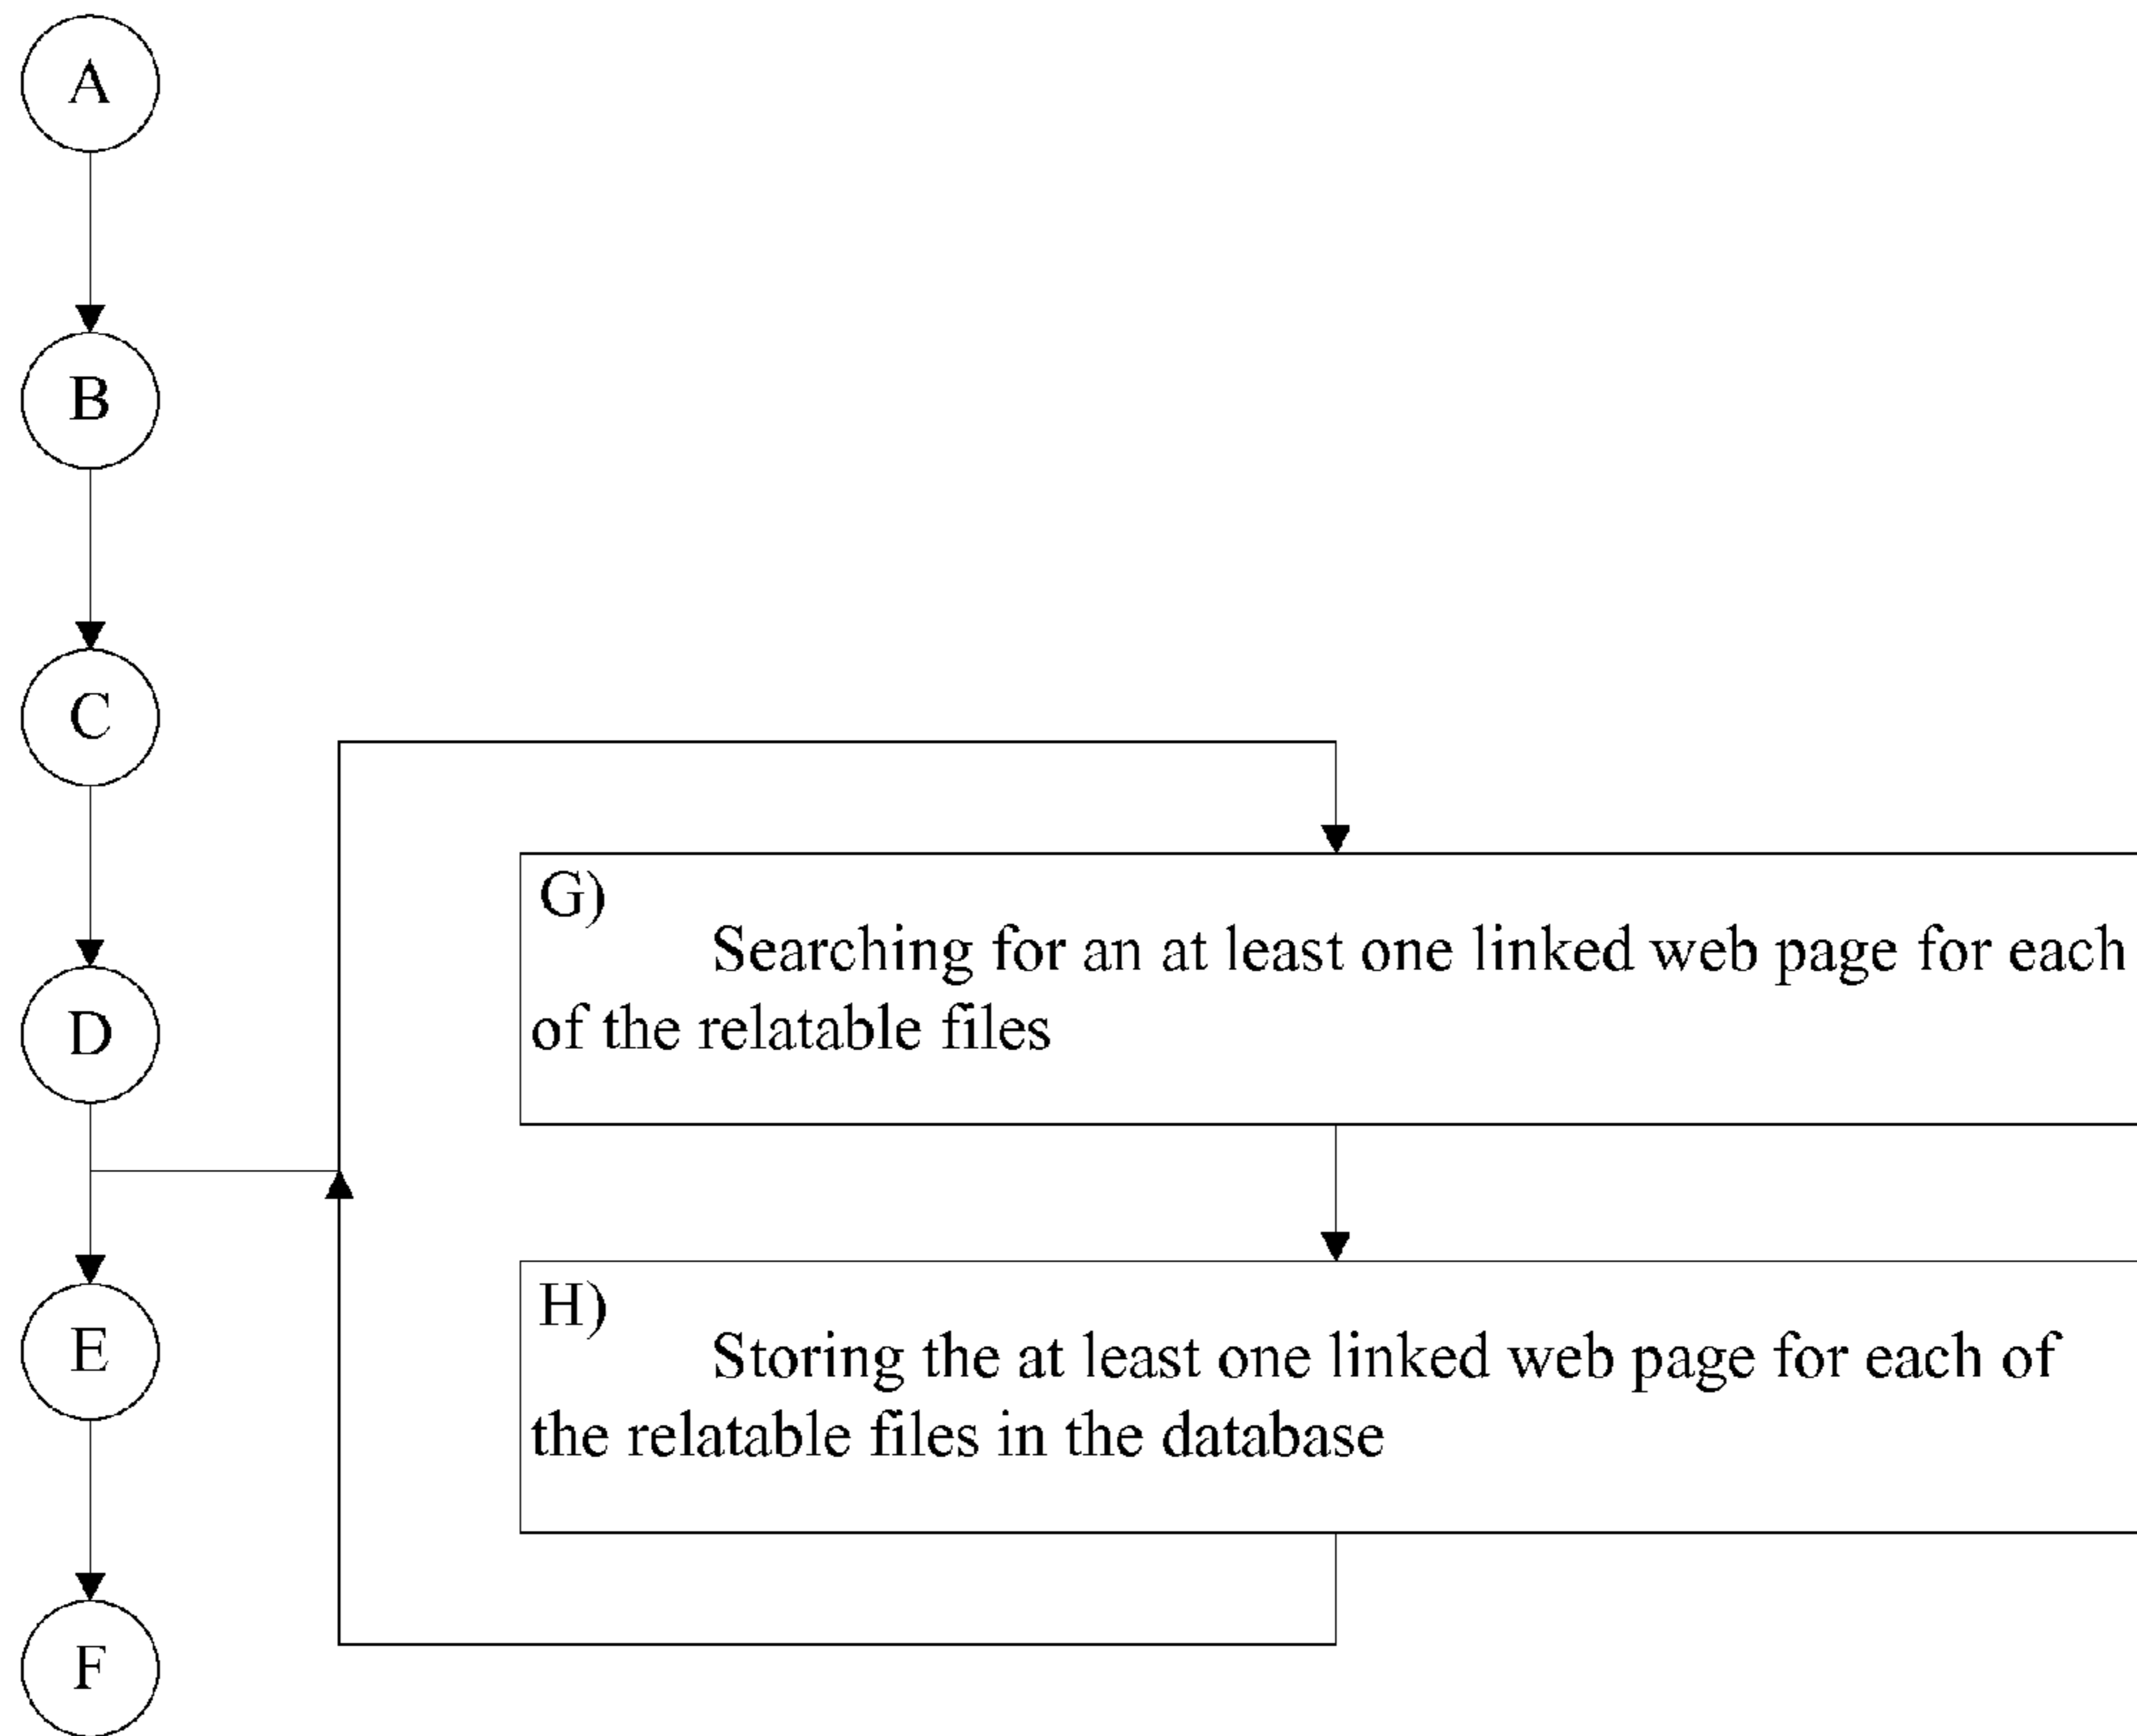 A
B
C
D
E
F
G)
Searching for an at least one linked web page for each
of the relatable files
H)
Storing the at least one linked web page for each of
the relatable files in the database